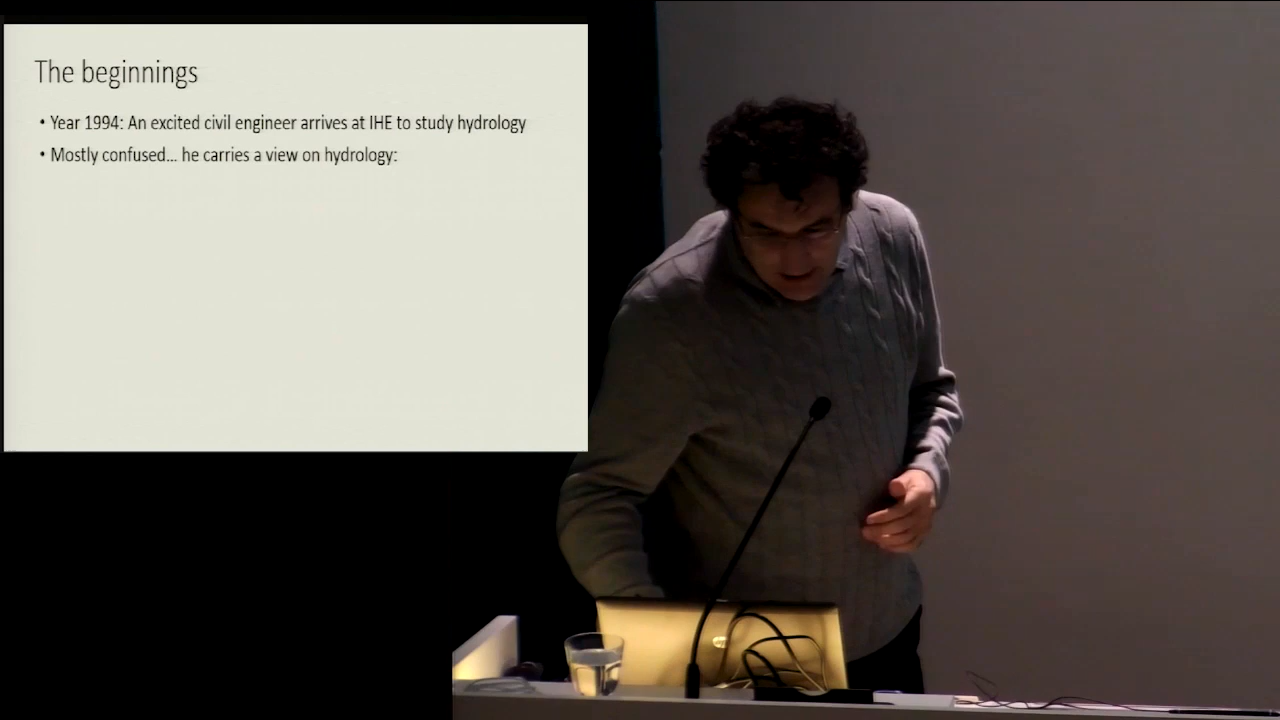 The beginnings
• Year 1994: An excited civil engineer arrives at IHE to study hydrology
• Mostly confused... he carries a view on hydrology: